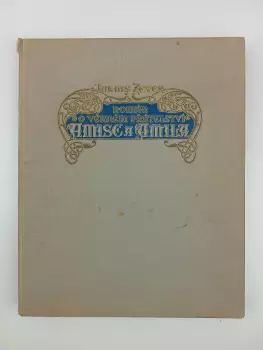 JULIUS ZEYER
ROMÁN
O VĚRNÉM PŘÁTELSTVÍ
AMISE A AMILA